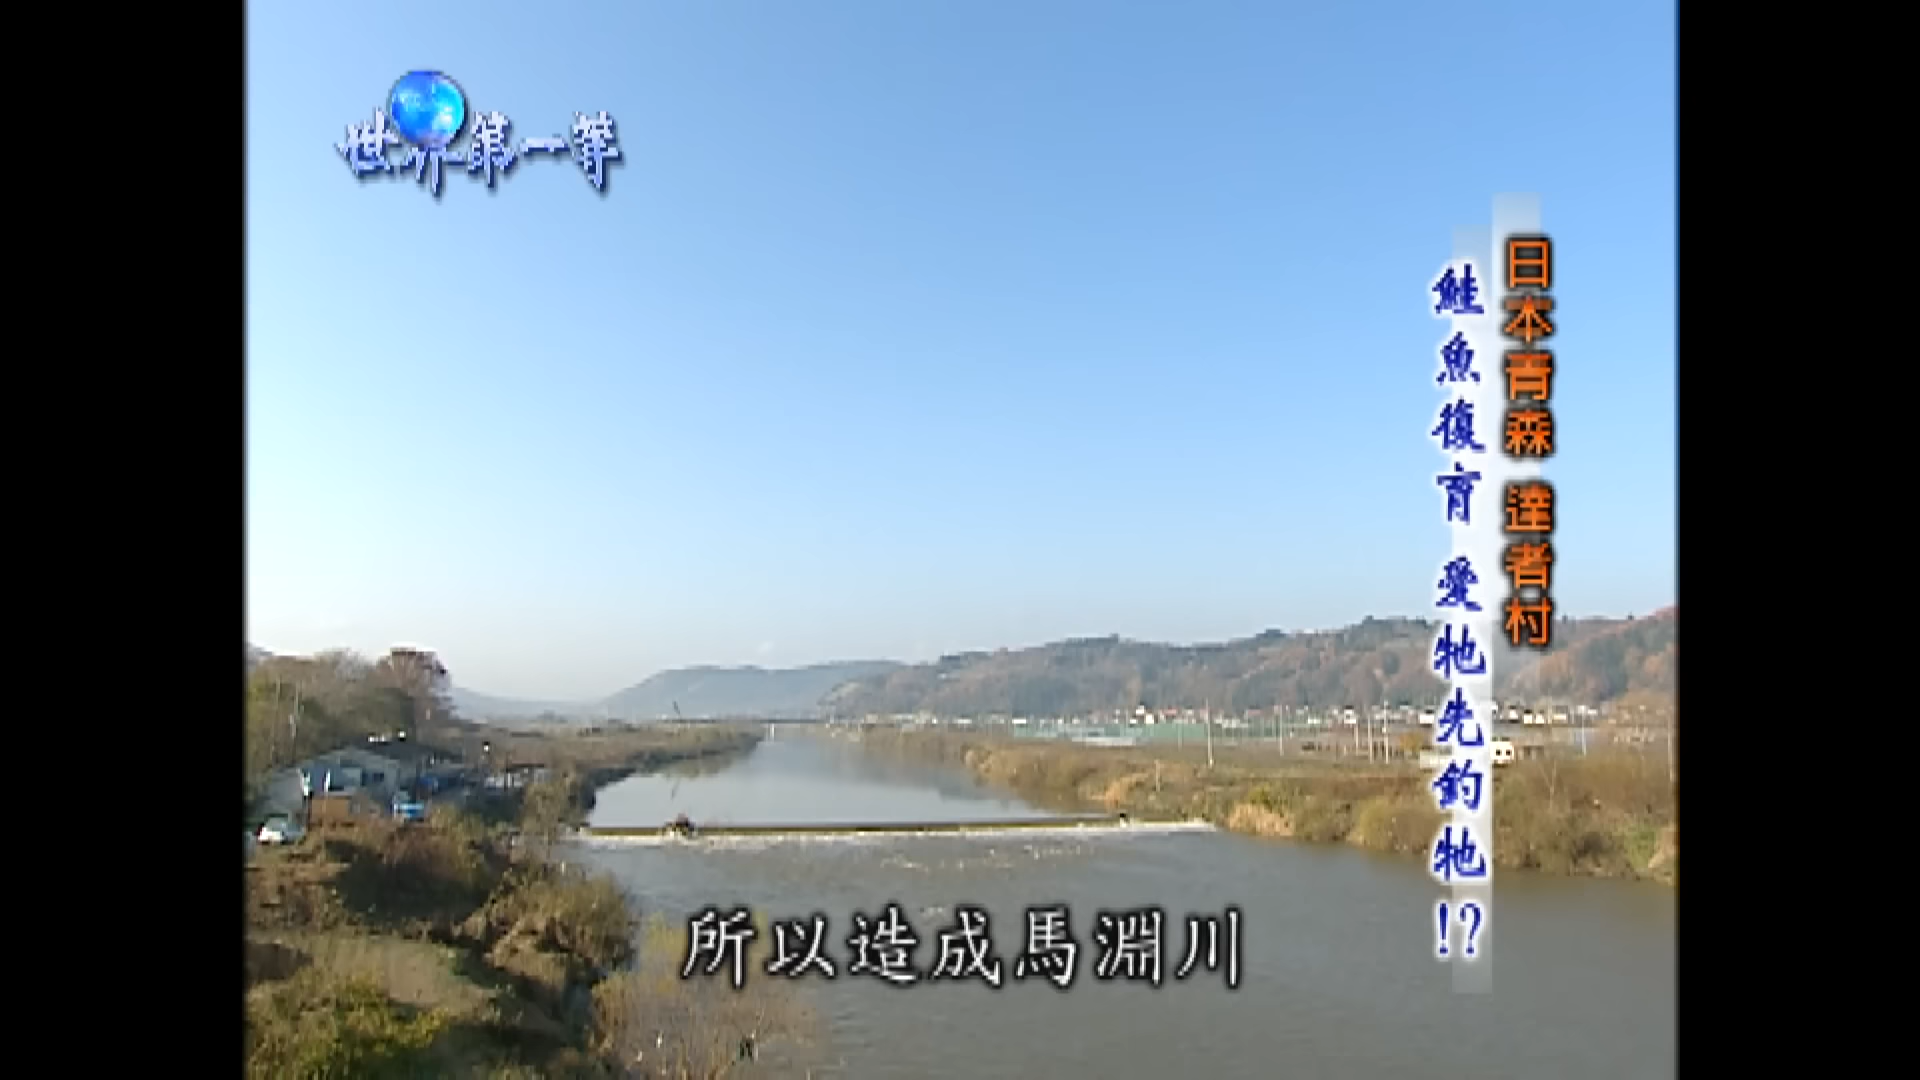 世界第一等
日本青森 達者村
鮭魚復育 愛牠先釣牠!?
所以造成馬淵川